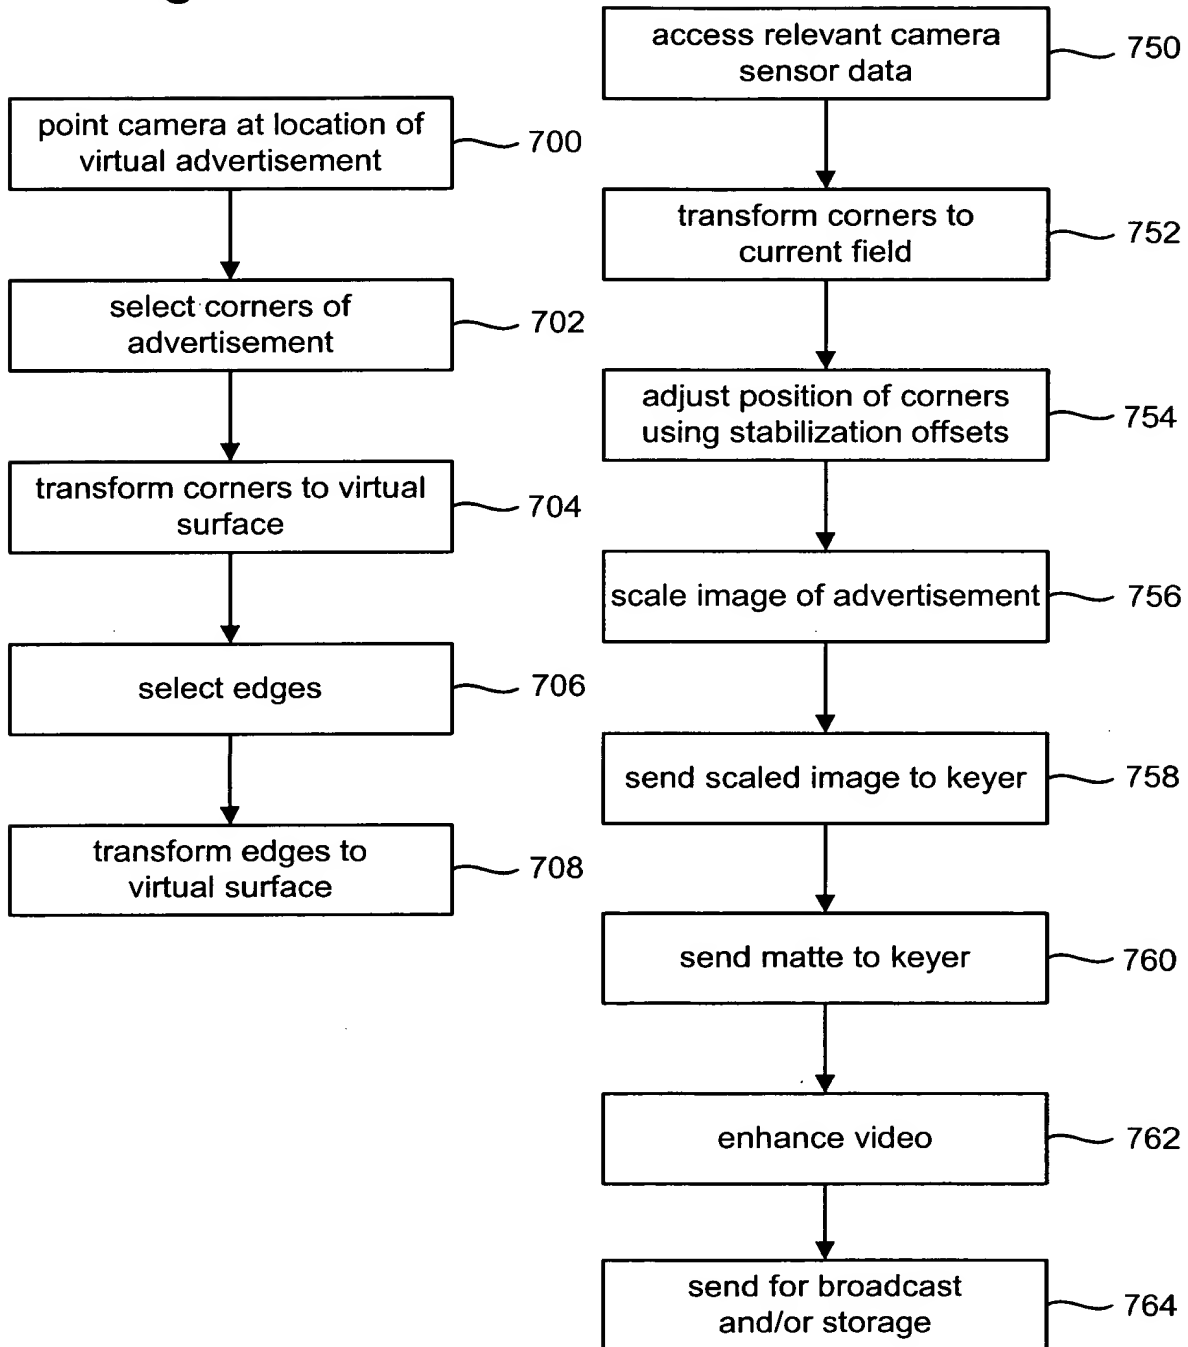 point camera at location of
virtual advertisement
700
select corners of
advertisement
702
transform corners to virtual
surface
704
select edges
706
transform edges to
virtual surface
708
access relevant camera
sensor data
750
transform corners to
current field
752
adjust position of corners
using stabilization offsets
754
scale image of advertisement
756
send scaled image to keyer
758
send matte to keyer
760
enhance video
762
send for broadcast
and/or storage
764